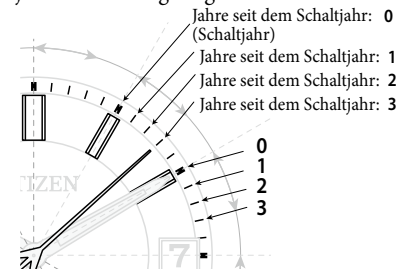 Jahre seit dem Schaltjahr: 0
(Schaltjahr)
Jahre seit dem Schaltjahr: 1
Jahre seit dem Schaltjahr: 2
Jahre seit dem Schaltjahr: 3
0
1
2
3
TIZEN
7